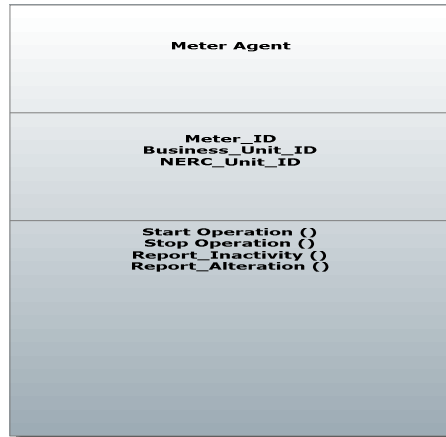 Meter Agent
Meter_ID
Business_Unit_ID
NERC_Unit_ID
Start Operation ()
Stop Operation ()
Report_Inactivity ()
Report_Alteration ()